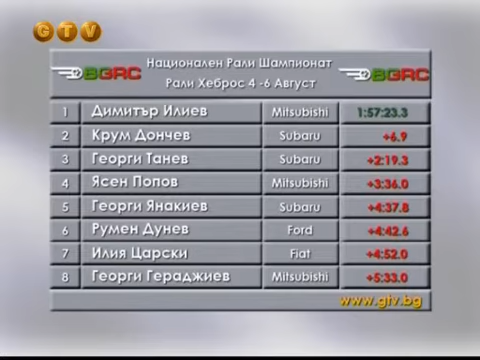 GTV
Национален Рали Шампионат
BGRC
BGRC
Рали Хеброс 4 -6 Август
1 Димитър Илиев Mitsubishi 1:57:23.3
2 Крум Дончев Subaru +6.9
3 Георги Танев Subaru +2:19.3
4 Ясен Попов Mitsubishi +3:36.0
5 Георги Янакиев Subaru +4:37.8
6 Румен Дунев Ford +4:42.6
7 Илия Царски Fiat +4:52.0
8 Георги Гераджиев Mitsubishi +5:33.0
www.gtv.bg